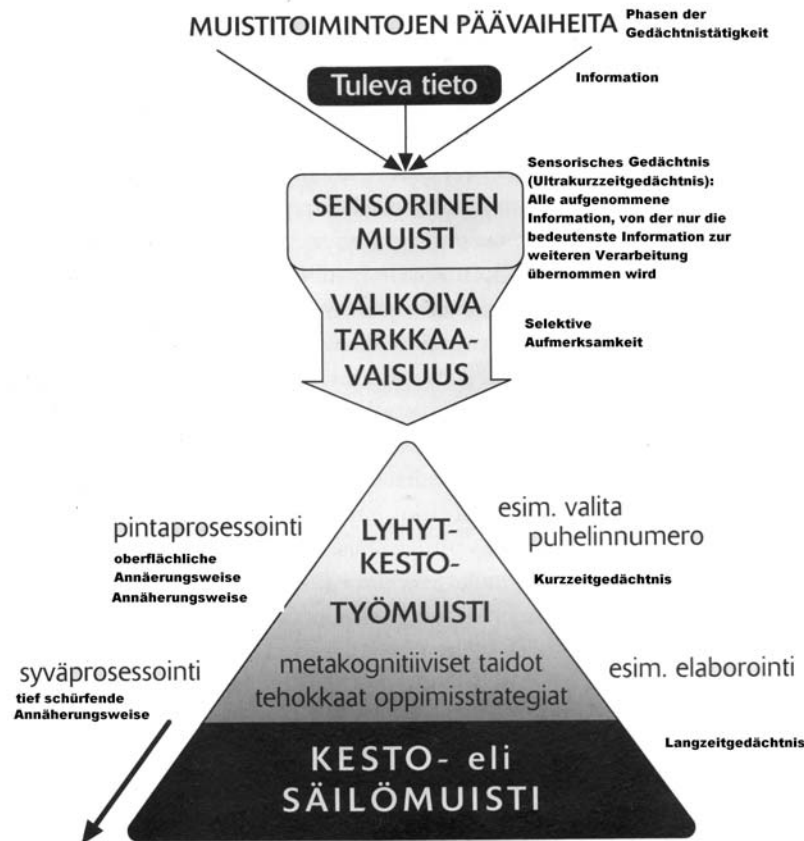 MUISTITOIMINTOJEN PÄÄVAIHEITA
Phasen der
Gedächtnistätigkeit
Tuleva tieto
Information
SENSORINEN
MUISTI
Sensorisches Gedächtnis
(Ultrakurzzeitgedächtnis):
Alle aufgenommene
Information, von der nur die
bedeutenste Information zur
weiteren Verarbeitung
übernommen wird
VALIKOIVA
TARKKAA-
VAISUUS
Selektive
Aufmerksamkeit
pintaprosessointi
oberflächliche
Annäerungsweise
Annäherungsweise
LYHYT-
KESTO-
TYÖMUISTI
esim. valita
puhelinnumero
Kurzzeitgedächtnis
syväprosessointi
tief schürfende
Annäherungsweise
metakognitiiviset taidot
tehokkaat oppimisstrategiat
esim. elaborointi
KESTO- eli
SÄILÖMUISTI
Langzeitgedächtnis